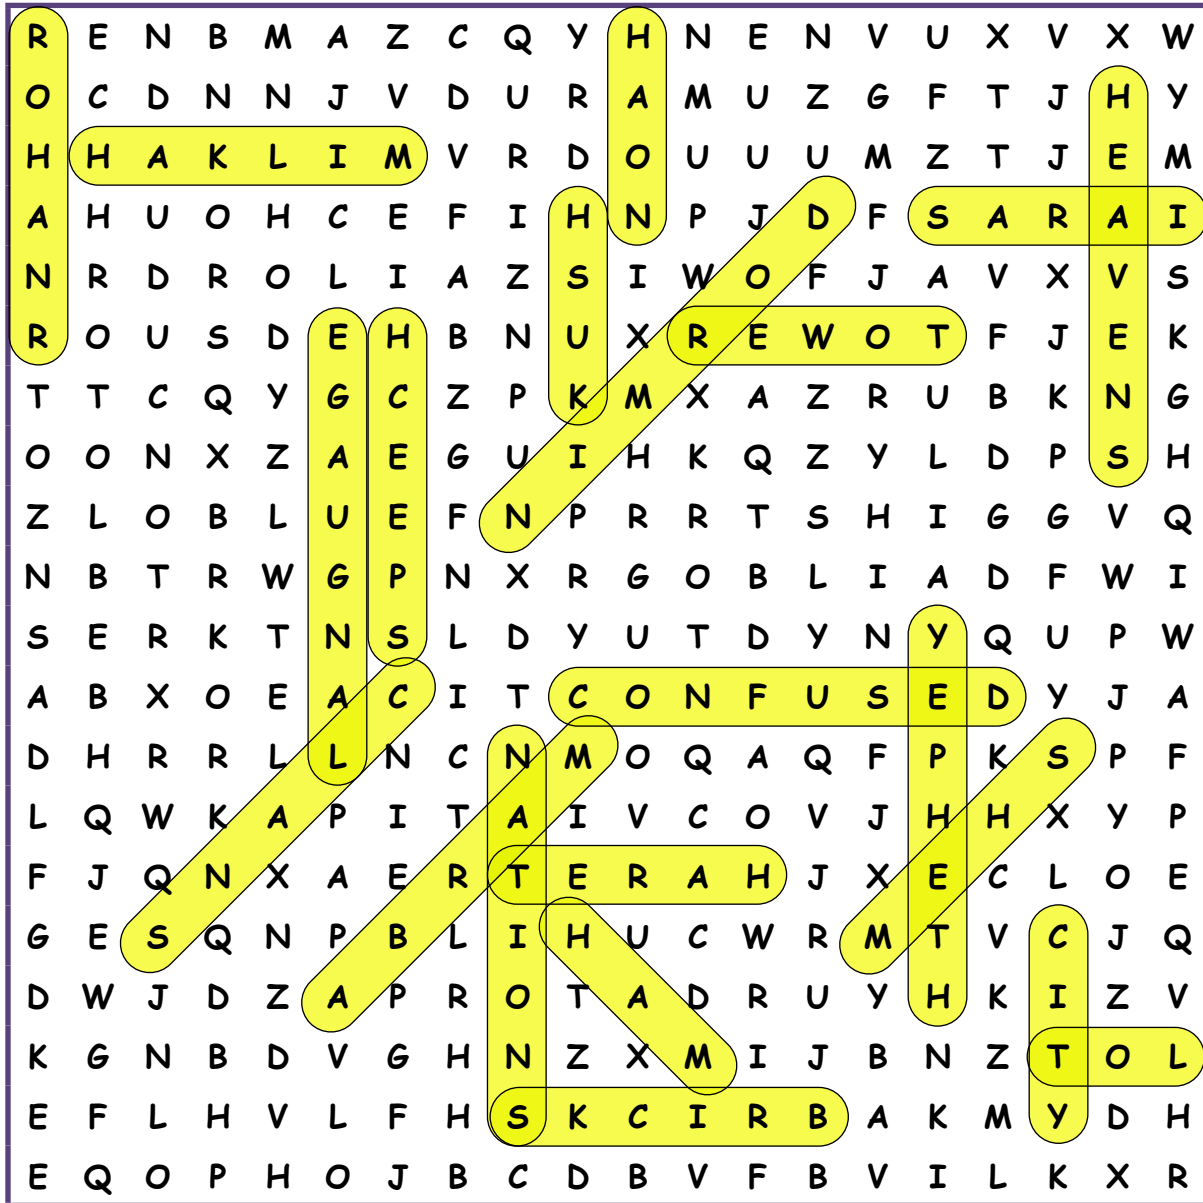 R E N B M A Z C Q Y H N E N V U X V X W
O C D N N J V D U R A M U Z G F T J H Y
H H A K L I M V R D O U U U M Z T J E M
A H U O H C E F I H N P J D F S A R A I
N R D R O L I A Z S I W O F J A V X V S
R O U S D E H B N U X R E W O T F J E K
T T C Q Y G C Z P K M X A Z R U B K N G
O O N X Z A E G U I H K Q Z Y L D P S H
Z L O B L U E F N P R R T S H I G G V Q
N B T R W G P N X R G O B L I A D F W I
S E R K T N S L D Y U T D Y N Y Q U P W
A B X O E A C I T C O N F U S E D Y J A
D H R R L L N C N M O Q A Q F P K S P F
L Q W K A P I T A I V C O V J H H X Y P
F J Q N X A E R T E R A H J X E C L O E
G E S Q N P B L I H U C W R M T V C J Q
D W J D Z A P R O T A D R U Y H K I Z V
K G N B D V G H N Z X M I J B N Z T O L
E F L H V L F H S K C I R B A K M Y D H
E Q O P H O J B C D B V F B V I L K X R